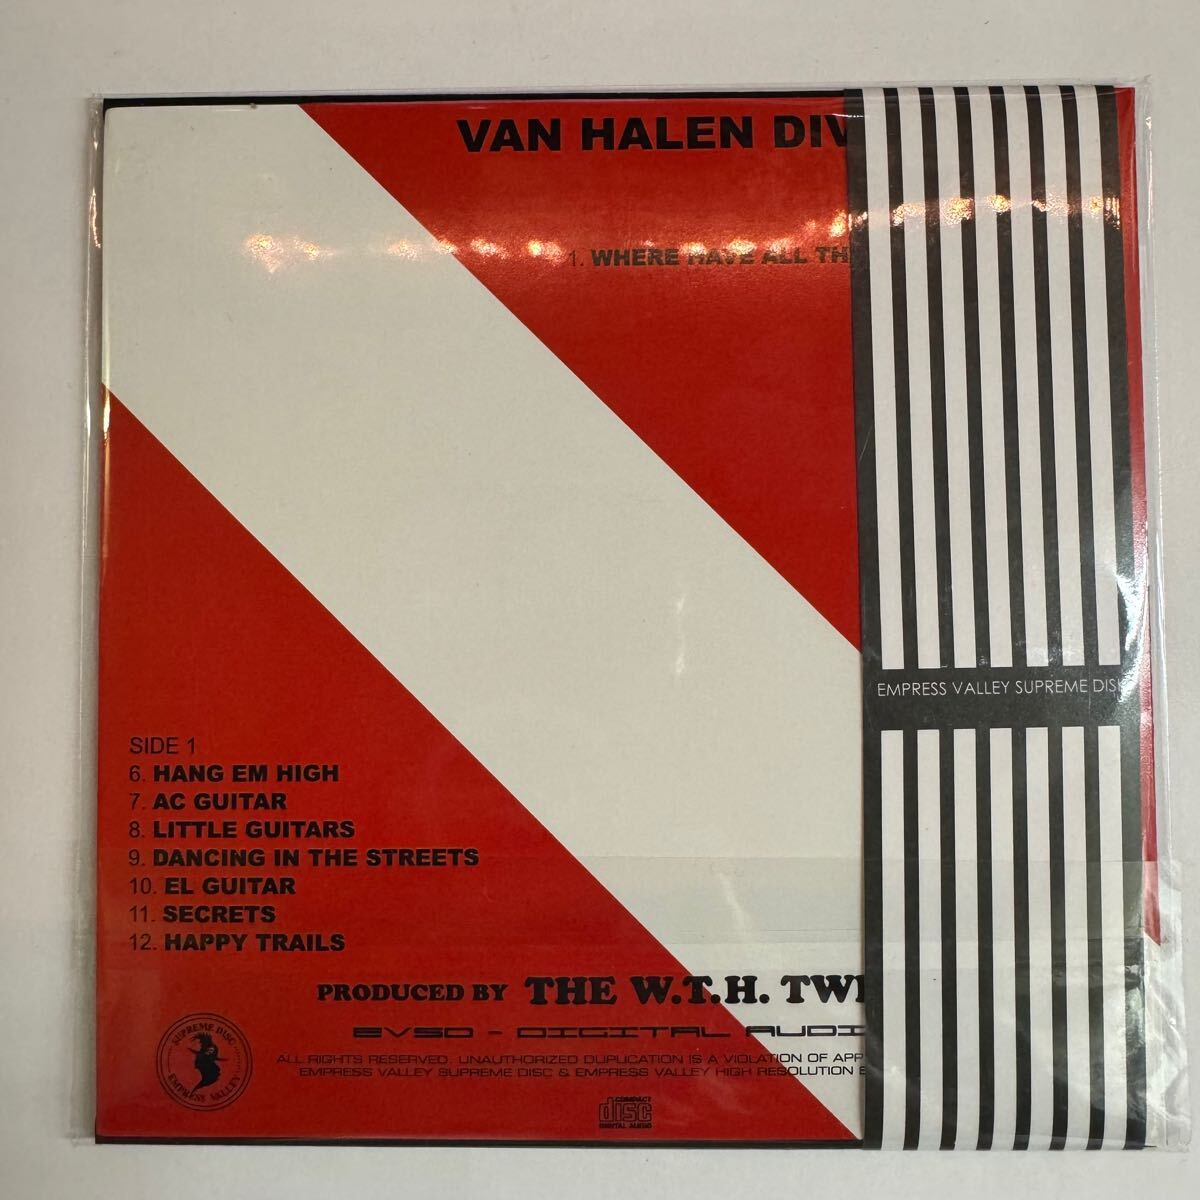 VAN HALEN DIV
1. WHERE HAVE ALL TH
EMPRESS VALLEY SUPREME DISK
SIDE 1
6. HANG EM HIGH
7. AC GUITAR
8. LITTLE GUITARS
9. DANCING IN THE STREETS
10. EL GUITAR
11. SECRETS
12. HAPPY TRAILS
PRODUCED BY THE W.T.H. TW
EVSD - DIGITAL AUDI
ALL RIGHTS RESERVED. UNAUTHORIZED DUPLICATION IS A VIOLATION OF APP
EMPRESS VALLEY SUPREME DISC & EMPRESS VALLEY HIGH RESOLUTION
SUPREME DISC
EMPRESS VALLEY
COMPACT
disc
DIGITAL AUDIO